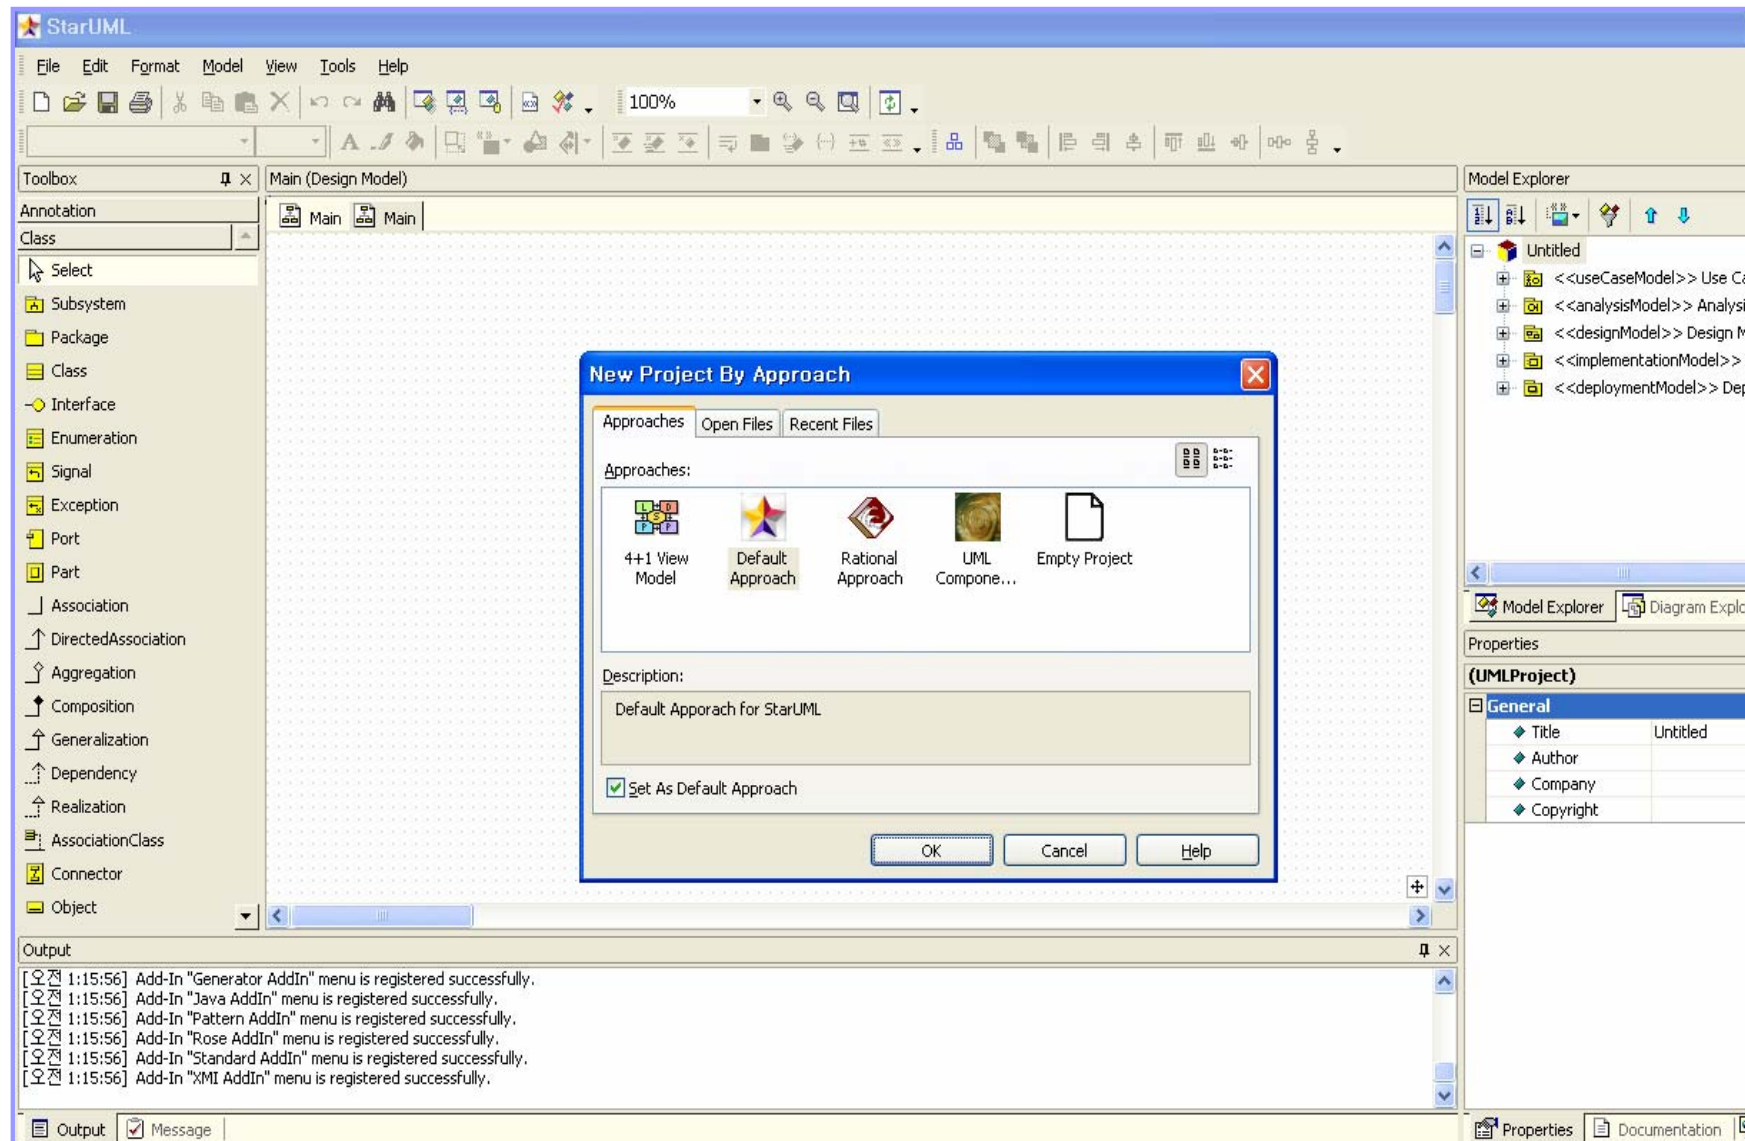 StarUML
File Edit Format Model View Tools Help
100%
Toolbox
Main (Design Model)
Model Explorer
Annotation
Class
Main Main
Select
Subsystem
Package
Class
Interface
Enumeration
Signal
Exception
Port
Part
Association
DirectedAssociation
Aggregation
Composition
Generalization
Dependency
Realization
AssociationClass
Connector
Object
New Project By Approach
Approaches Open Files Recent Files
Approaches:
4+1 View Model
Default Approach
Rational Approach
UML Compone...
Empty Project
Description:
Default Apporach for StarUML
Set As Default Approach
OK Cancel Help
Untitled
<<useCaseModel>> Use Ca
<<analysisModel>> Analysi
<<designModel>> Design M
<<implementationModel>>
<<deploymentModel>> Dep
Model Explorer Diagram Explo
Properties
(UMLProject)
General
Title Untitled
Author
Company
Copyright
Output
[오전 1:15:56] Add-In "Generator AddIn" menu is registered successfully.
[오전 1:15:56] Add-In "Java AddIn" menu is registered successfully.
[오전 1:15:56] Add-In "Pattern AddIn" menu is registered successfully.
[오전 1:15:56] Add-In "Rose AddIn" menu is registered successfully.
[오전 1:15:56] Add-In "Standard AddIn" menu is registered successfully.
[오전 1:15:56] Add-In "XMI AddIn" menu is registered successfully.
Output Message
Properties Documentation